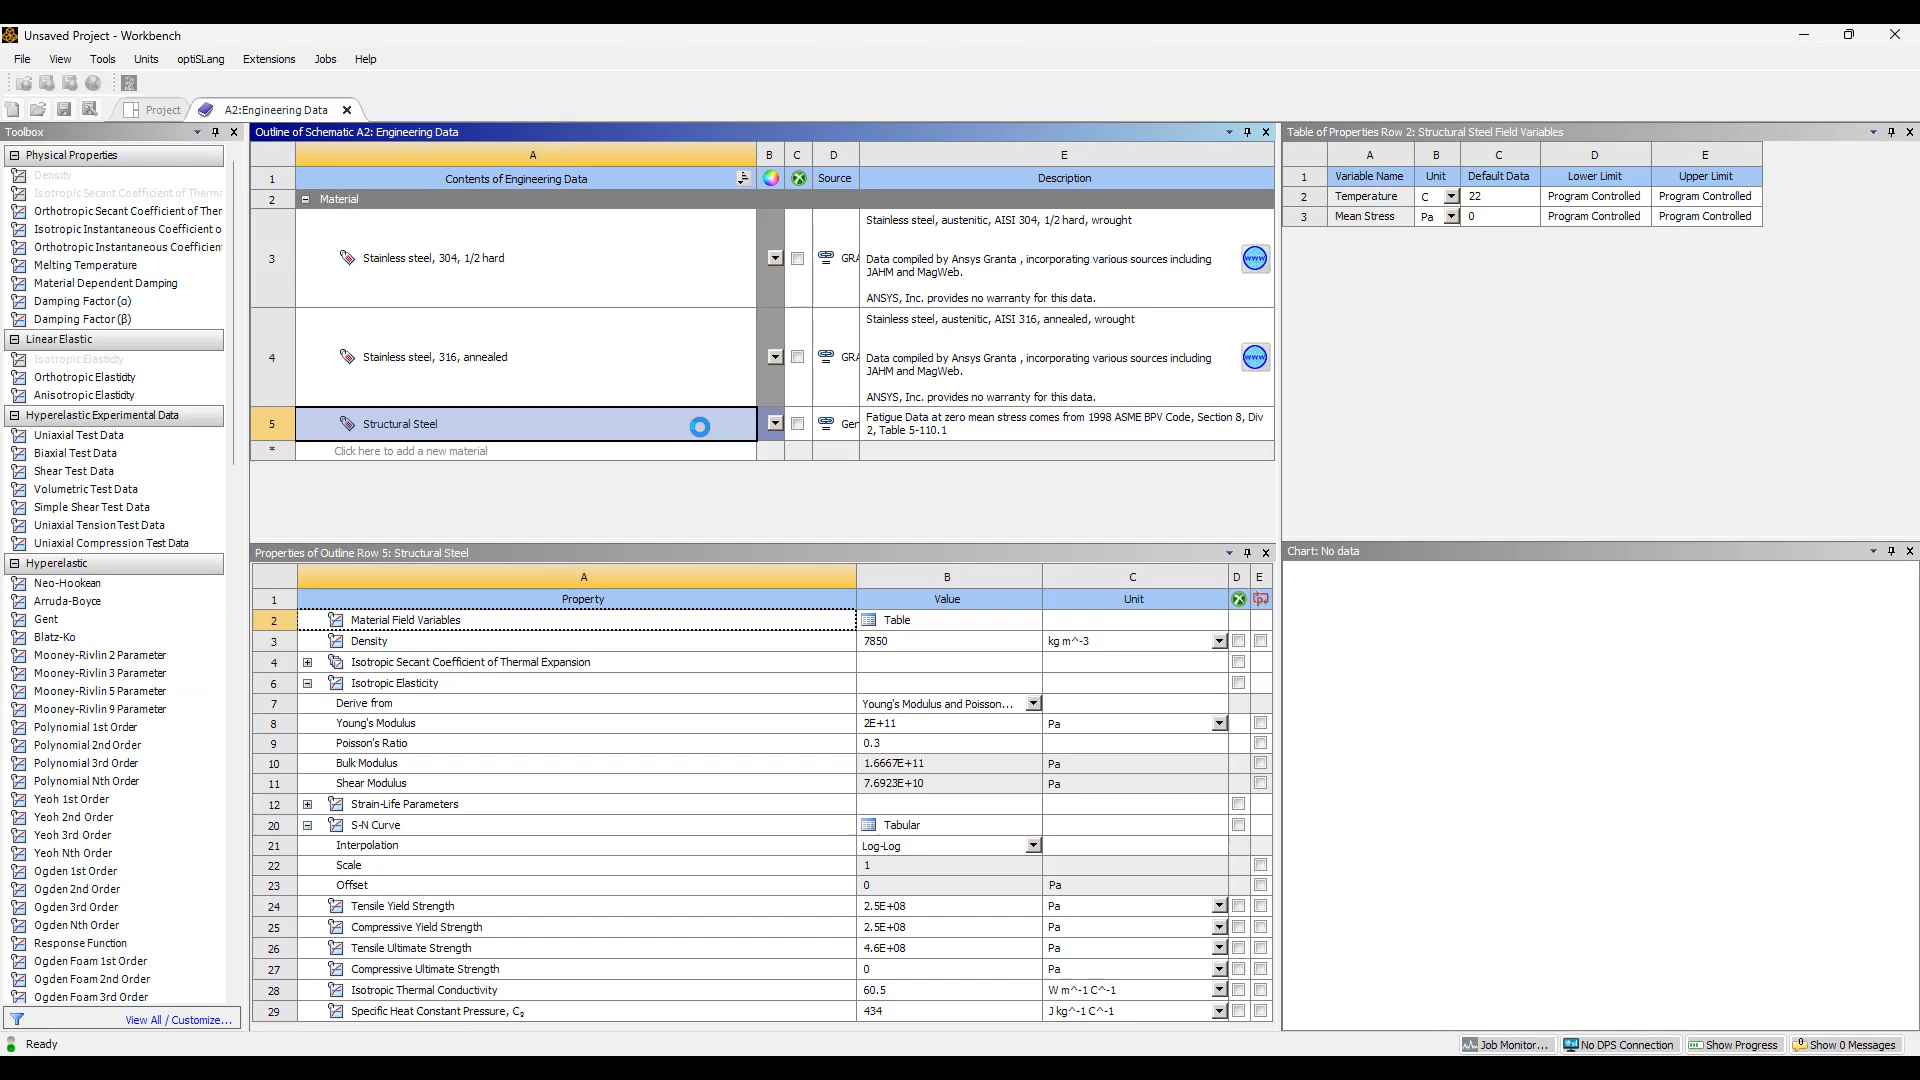 Unsaved Project - Workbench
File View Tools Units optiSLang Extensions Jobs Help
Project A2:Engineering Data
Toolbox
Physical Properties
Density
Isotropic Secant Coefficient of Therma
Orthotropic Secant Coefficient of Ther
Isotropic Instantaneous Coefficient o
Orthotropic Instantaneous Coefficien
Melting Temperature
Material Dependent Damping
Damping Factor (α)
Damping Factor (β)
Linear Elastic
Isotropic Elasticity
Orthotropic Elasticity
Anisotropic Elasticity
Hyperelastic Experimental Data
Uniaxial Test Data
Biaxial Test Data
Shear Test Data
Volumetric Test Data
Simple Shear Test Data
Uniaxial Tension Test Data
Uniaxial Compression Test Data
Hyperelastic
Neo-Hookean
Arruda-Boyce
Gent
Blatz-Ko
Mooney-Rivlin 2 Parameter
Mooney-Rivlin 3 Parameter
Mooney-Rivlin 5 Parameter
Mooney-Rivlin 9 Parameter
Polynomial 1st Order
Polynomial 2nd Order
Polynomial 3rd Order
Polynomial Nth Order
Yeoh 1st Order
Yeoh 2nd Order
Yeoh 3rd Order
Yeoh Nth Order
Ogden 1st Order
Ogden 2nd Order
Ogden 3rd Order
Ogden Nth Order
Response Function
Ogden Foam 1st Order
Ogden Foam 2nd Order
Ogden Foam 3rd Order
View All / Customize...
Outline of Schematic A2: Engineering Data
A B C D E
1 Contents of Engineering Data Source Description
2 Material
3 Stainless steel, 304, 1/2 hard GRA
Stainless steel, austenitic, AISI 304, 1/2 hard, wrought
Data compiled by Ansys Granta , incorporating various sources including
JAHM and MagWeb.
ANSYS, Inc. provides no warranty for this data.
www
4 Stainless steel, 316, annealed GRA
Stainless steel, austenitic, AISI 316, annealed, wrought
Data compiled by Ansys Granta , incorporating various sources including
JAHM and MagWeb.
ANSYS, Inc. provides no warranty for this data.
www
5 Structural Steel Gen
Fatigue Data at zero mean stress comes from 1998 ASME BPV Code, Section 8, Div
2, Table 5-110.1
* Click here to add a new material
Properties of Outline Row 5: Structural Steel
A B C D E
1 Property Value Unit
2 Material Field Variables Table
3 Density 7850 kg m^-3
4 Isotropic Secant Coefficient of Thermal Expansion
6 Isotropic Elasticity
7 Derive from Young's Modulus and Poisson...
8 Young's Modulus 2E+11 Pa
9 Poisson's Ratio 0.3
10 Bulk Modulus 1.6667E+11 Pa
11 Shear Modulus 7.6923E+10 Pa
12 Strain-Life Parameters
20 S-N Curve Tabular
21 Interpolation Log-Log
22 Scale 1
23 Offset 0 Pa
24 Tensile Yield Strength 2.5E+08 Pa
25 Compressive Yield Strength 2.5E+08 Pa
26 Tensile Ultimate Strength 4.6E+08 Pa
27 Compressive Ultimate Strength 0 Pa
28 Isotropic Thermal Conductivity 60.5 W m^-1 C^-1
29 Specific Heat Constant Pressure, Cₚ 434 J kg^-1 C^-1
Table of Properties Row 2: Structural Steel Field Variables
A B C D E
1 Variable Name Unit Default Data Lower Limit Upper Limit
2 Temperature C 22 Program Controlled Program Controlled
3 Mean Stress Pa 0 Program Controlled Program Controlled
Chart: No data
Ready
Job Monitor... No DPS Connection Show Progress Show 0 Messages